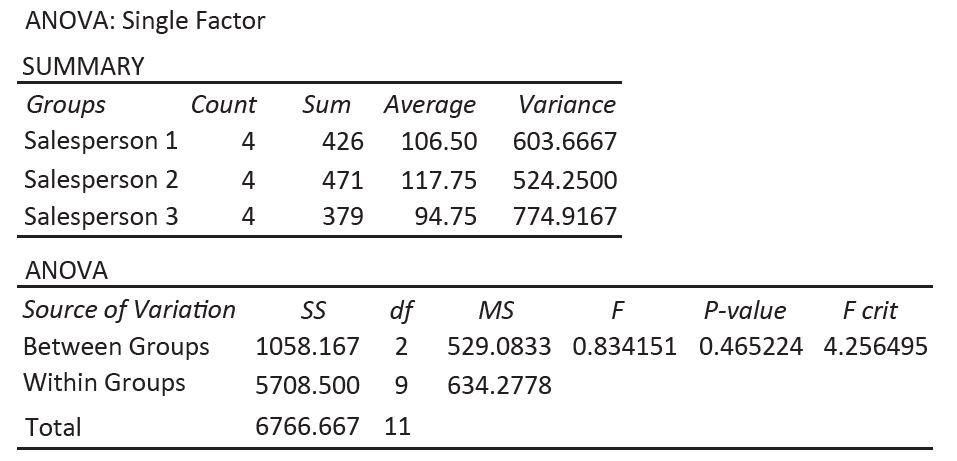 ANOVA: Single Factor
SUMMARY
Groups Count Sum Average Variance
Salesperson 1 4 426 106.50 603.6667
Salesperson 2 4 471 117.75 524.2500
Salesperson 3 4 379 94.75 774.9167
ANOVA
Source of Variation SS df MS F P-value F crit
Between Groups 1058.167 2 529.0833 0.834151 0.465224 4.256495
Within Groups 5708.500 9 634.2778
Total 6766.667 11